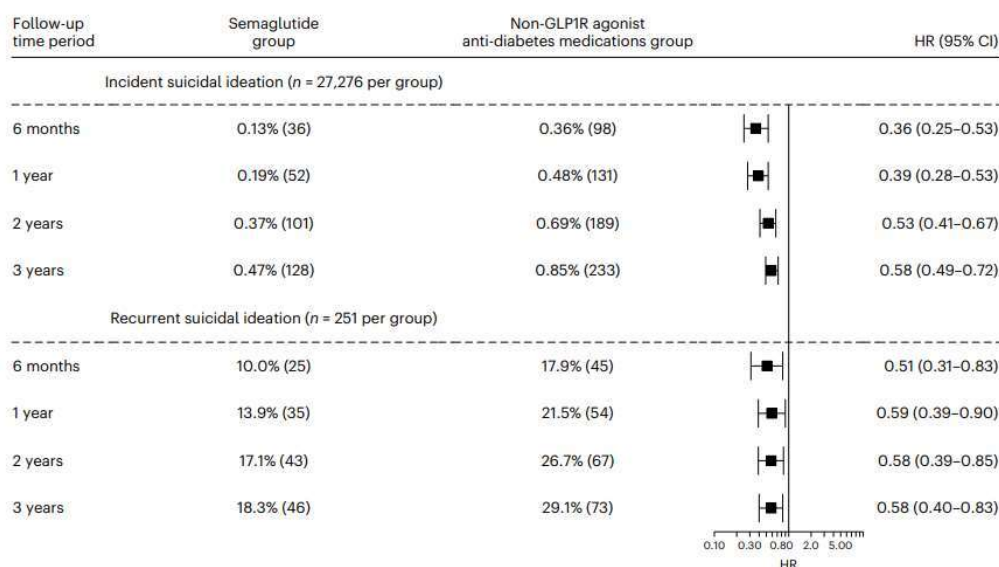 Follow-up time period Semaglutide group Non-GLP1R agonist anti-diabetes medications group HR (95% CI)
Incident suicidal ideation (n = 27,276 per group)
6 months 0.13% (36) 0.36% (98) 0.36 (0.25–0.53)
1 year 0.19% (52) 0.48% (131) 0.39 (0.28–0.53)
2 years 0.37% (101) 0.69% (189) 0.53 (0.41–0.67)
3 years 0.47% (128) 0.85% (233) 0.58 (0.49–0.72)
Recurrent suicidal ideation (n = 251 per group)
6 months 10.0% (25) 17.9% (45) 0.51 (0.31–0.83)
1 year 13.9% (35) 21.5% (54) 0.59 (0.39–0.90)
2 years 17.1% (43) 26.7% (67) 0.58 (0.39–0.85)
3 years 18.3% (46) 29.1% (73) 0.58 (0.40–0.83)
0.10 0.30 0.80 2.0 5.00
HR